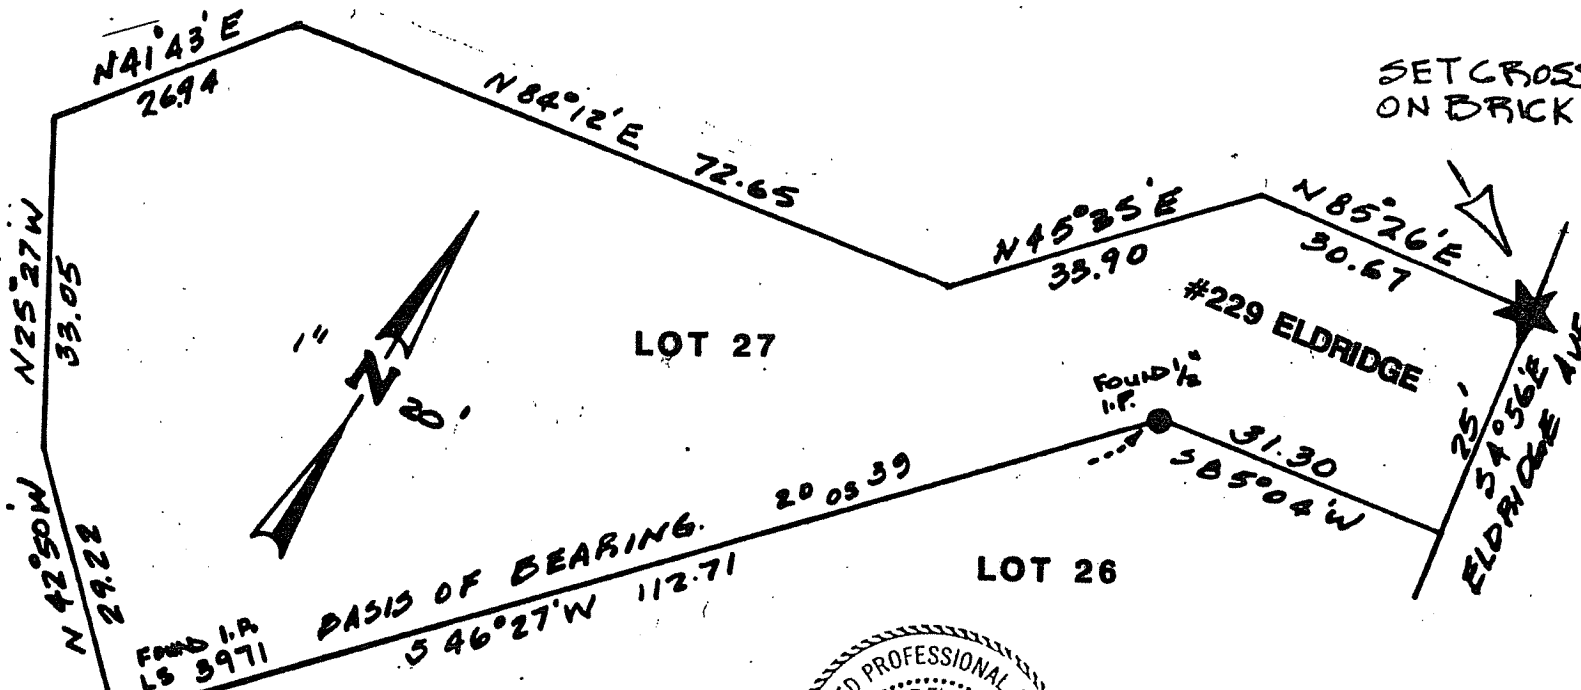 N41°43'E
26.94
N84°12'E 72.65
SET CROSS
ON BRICK
N45°35'E
33.90
N85°26'E
30.67
#229 ELDRIDGE
N25°27'W
33.05
1"
N
20'
LOT 27
FOUND 1/2"
I.P.
31.30
S85°04'W
25'
S4°56'E
ELDRIDGE AVE
20 05 39
BASIS OF BEARING.
S46°27'W 112.71
LOT 26
N42°50'W
29.22
FOUND I.P.
LS 3971
PROFESSIONAL